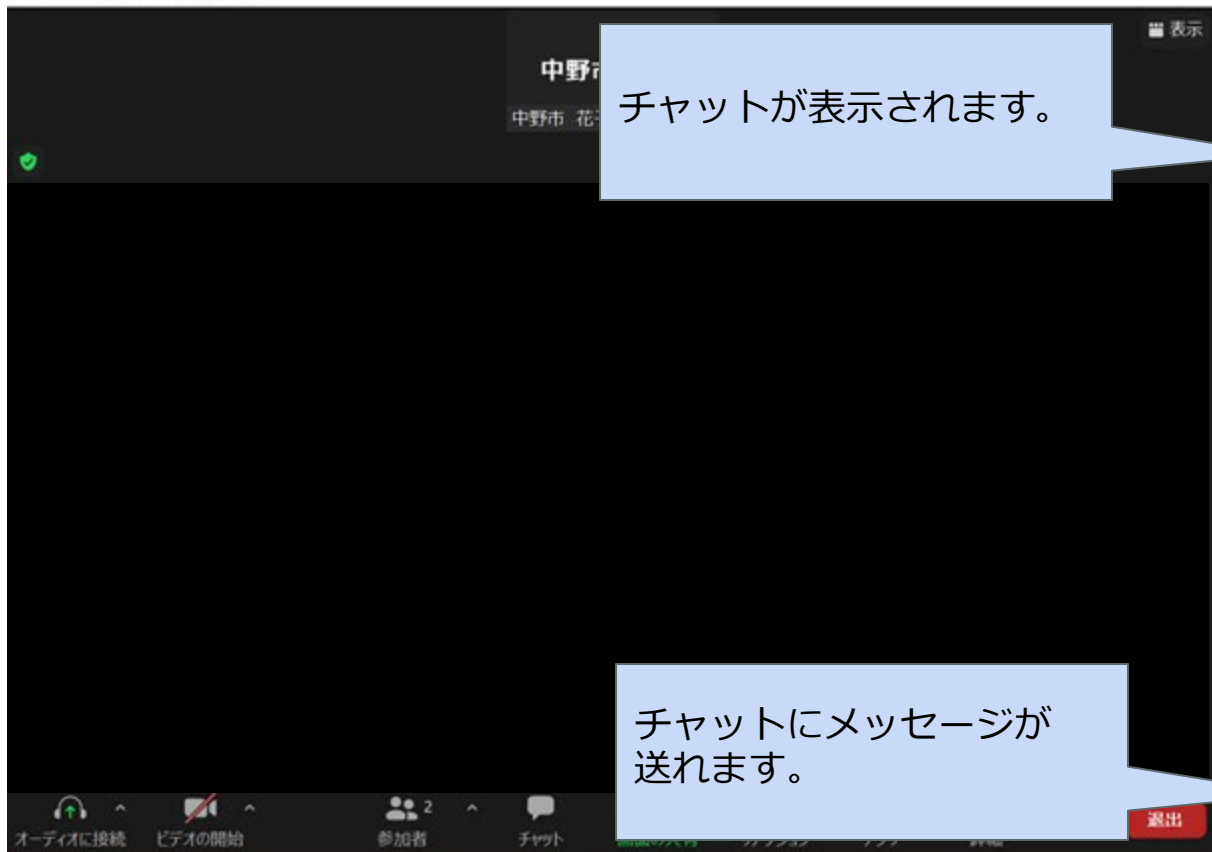 表示
中野市
チャットが表示されます。
中野市 花子
チャットにメッセージが
送れます。
2
オーディオに接続
ビデオの開始
参加者
チャット
退出